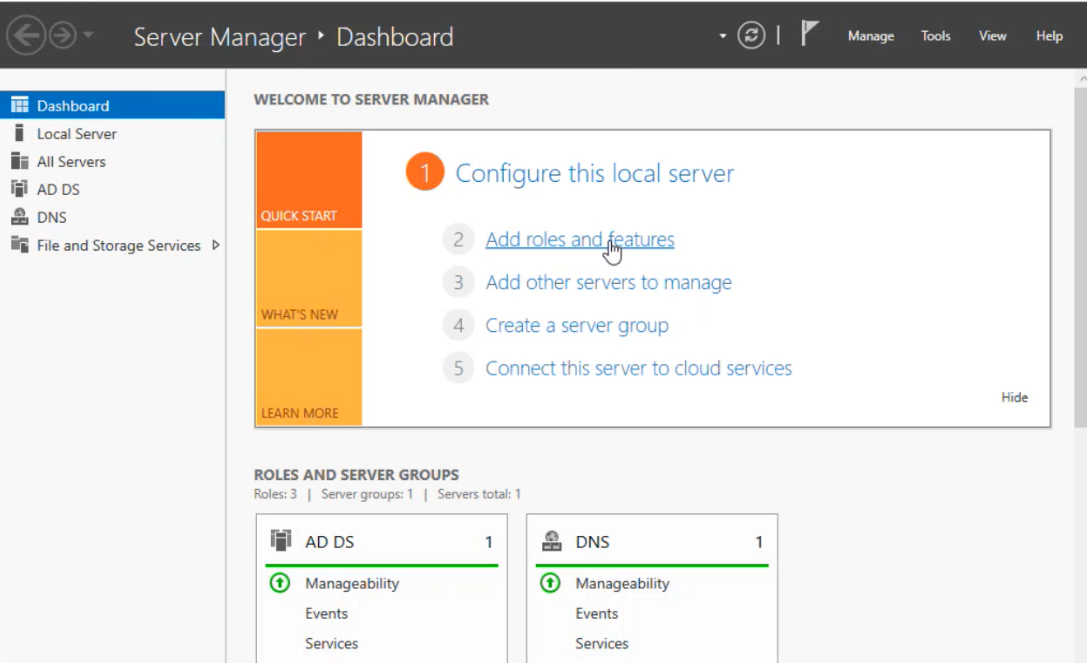 Server Manager ‣ Dashboard
Manage Tools View Help
Dashboard
Local Server
All Servers
AD DS
DNS
File and Storage Services
WELCOME TO SERVER MANAGER
QUICK START
WHAT'S NEW
LEARN MORE
1 Configure this local server
2 Add roles and features
3 Add other servers to manage
4 Create a server group
5 Connect this server to cloud services
Hide
ROLES AND SERVER GROUPS
Roles: 3 | Server groups: 1 | Servers total: 1
AD DS 1
Manageability
Events
Services
DNS 1
Manageability
Events
Services